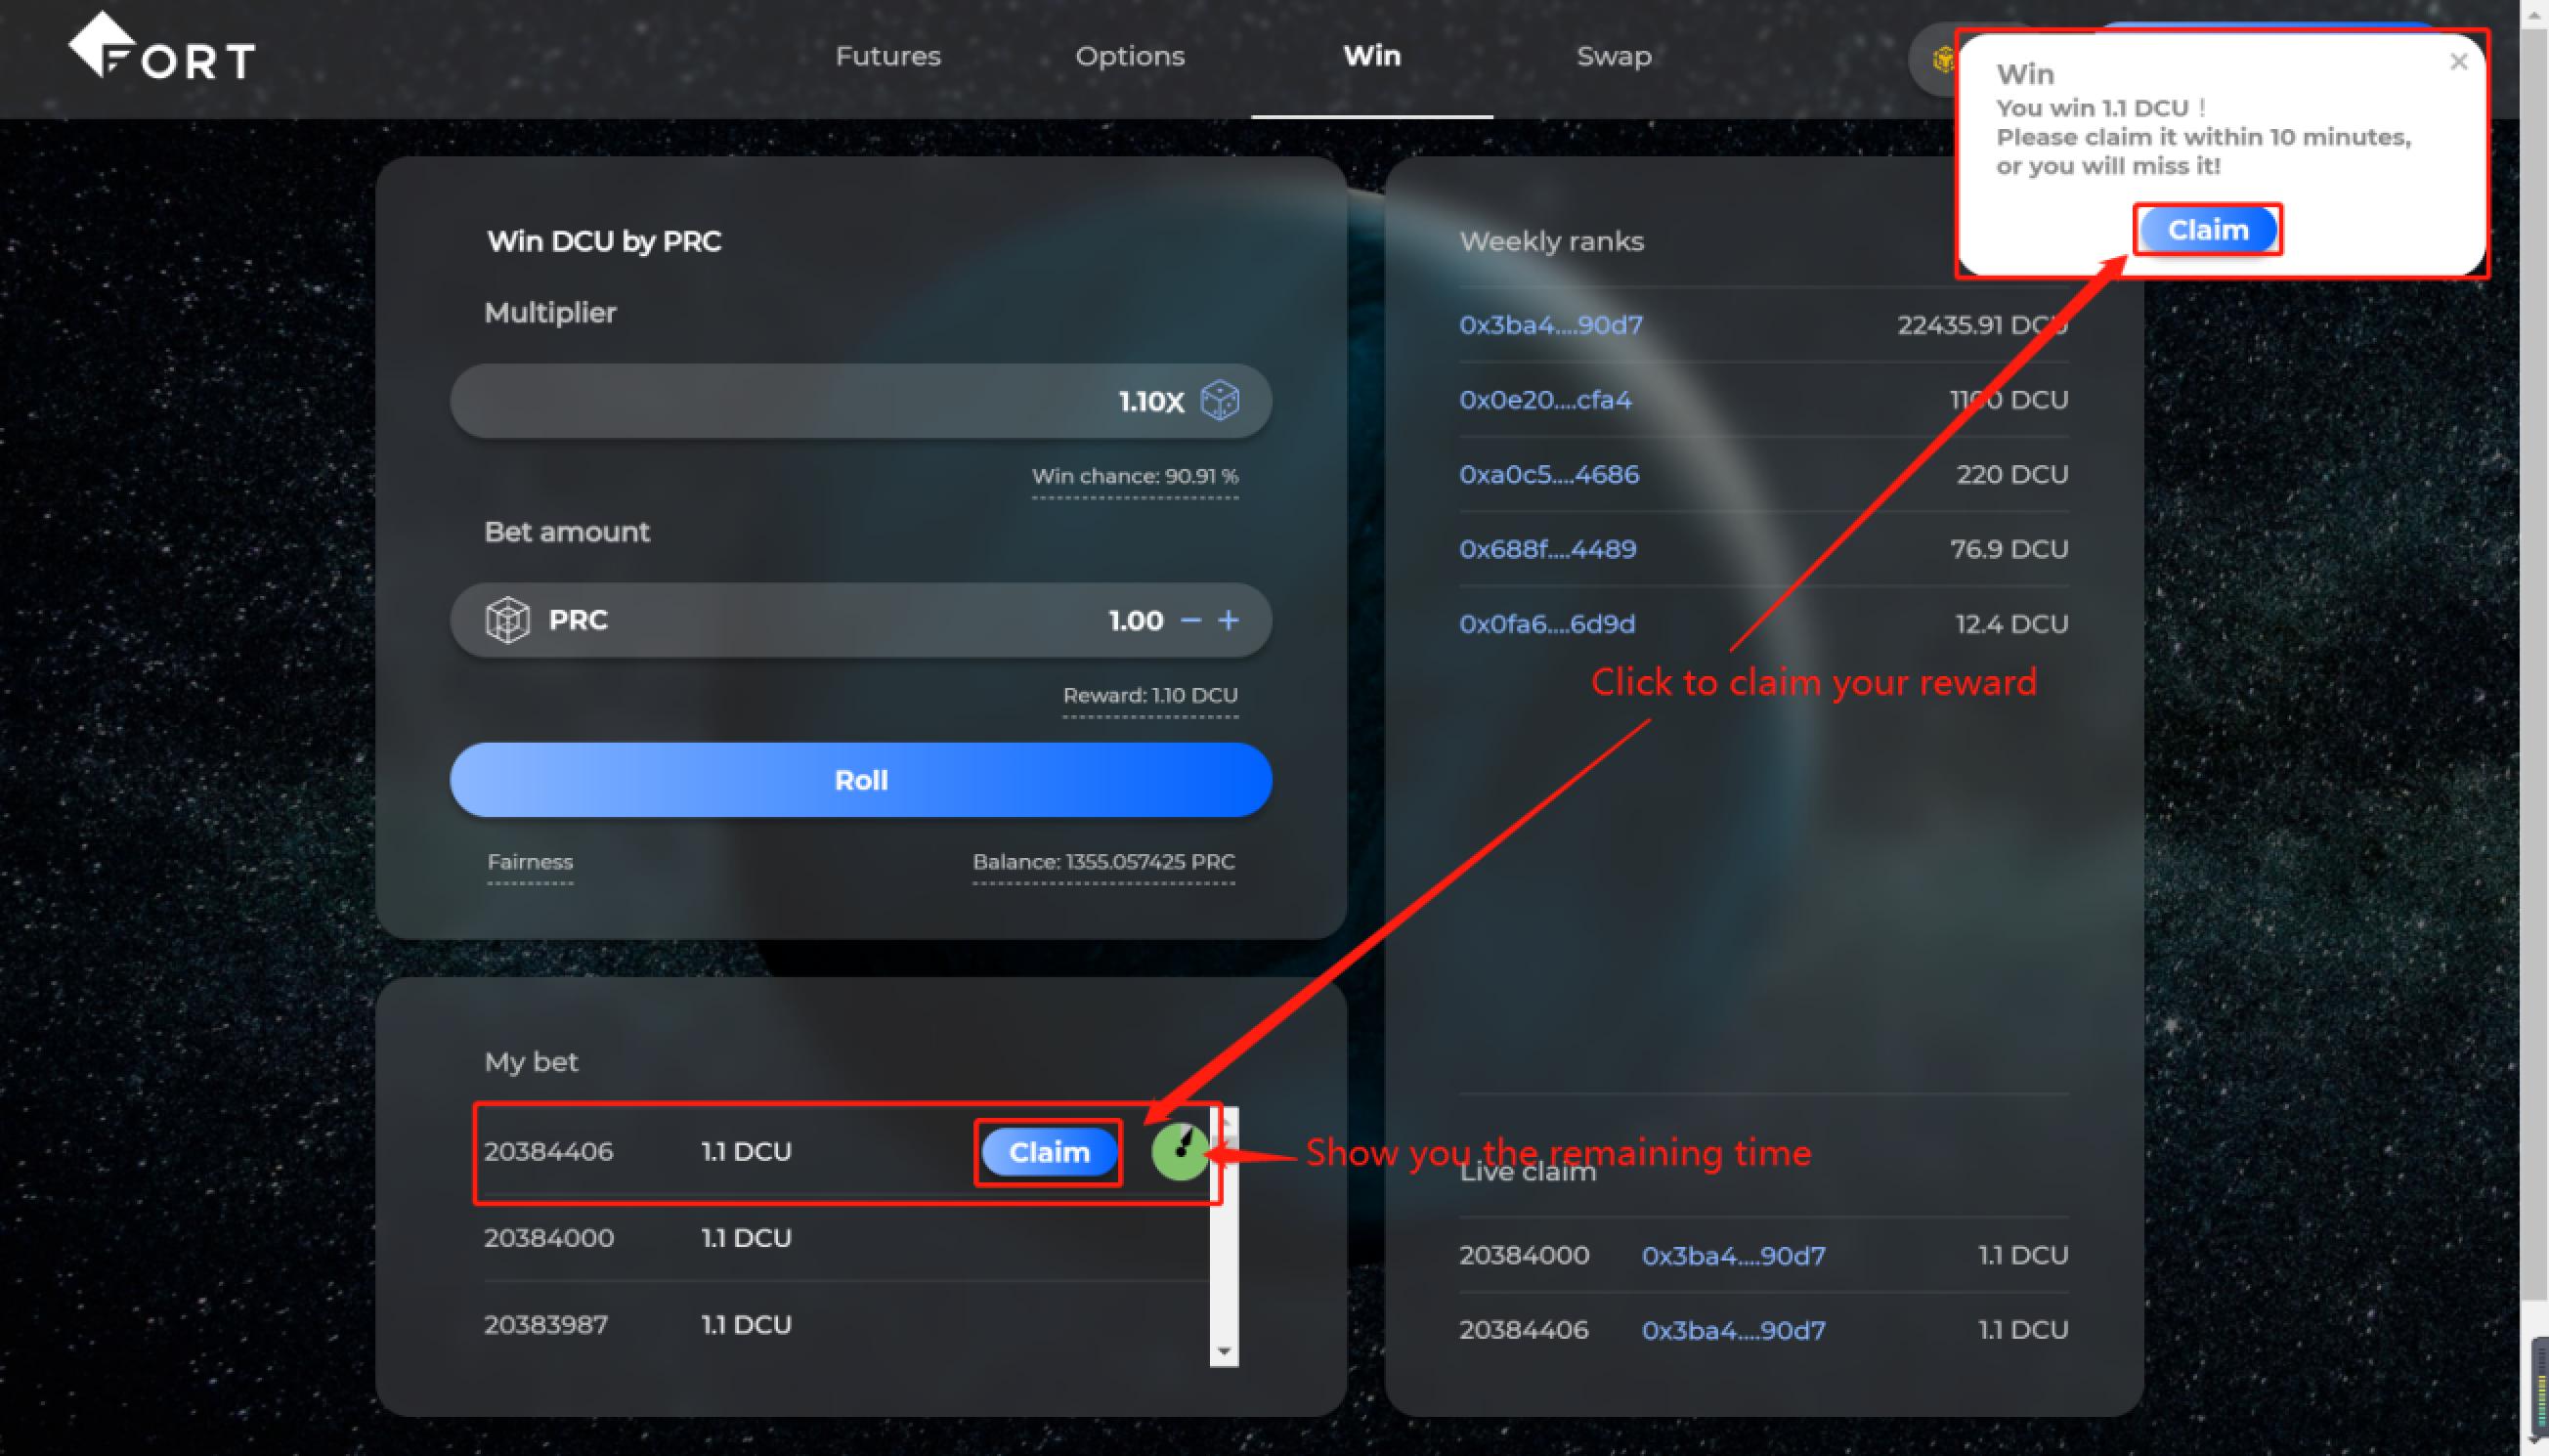 FORT
Futures
Options
Win
Swap
Win
You win 1.1 DCU !
Please claim it within 10 minutes,
or you will miss it!
Claim
Win DCU by PRC
Multiplier
1.10X
Win chance: 90.91 %
Bet amount
PRC
1.00 − +
Reward: 1.10 DCU
Roll
Fairness
Balance: 1355.057425 PRC
Weekly ranks
0x3ba4....90d7 22435.91 DCU
0x0e20....cfa4 1100 DCU
0xa0c5....4686 220 DCU
0x688f....4489 76.9 DCU
0x0fa6....6d9d 12.4 DCU
Click to claim your reward
My bet
20384406 1.1 DCU Claim
Show you the remaining time
20384000 1.1 DCU
20383987 1.1 DCU
Live claim
20384000 0x3ba4....90d7 1.1 DCU
20384406 0x3ba4....90d7 1.1 DCU